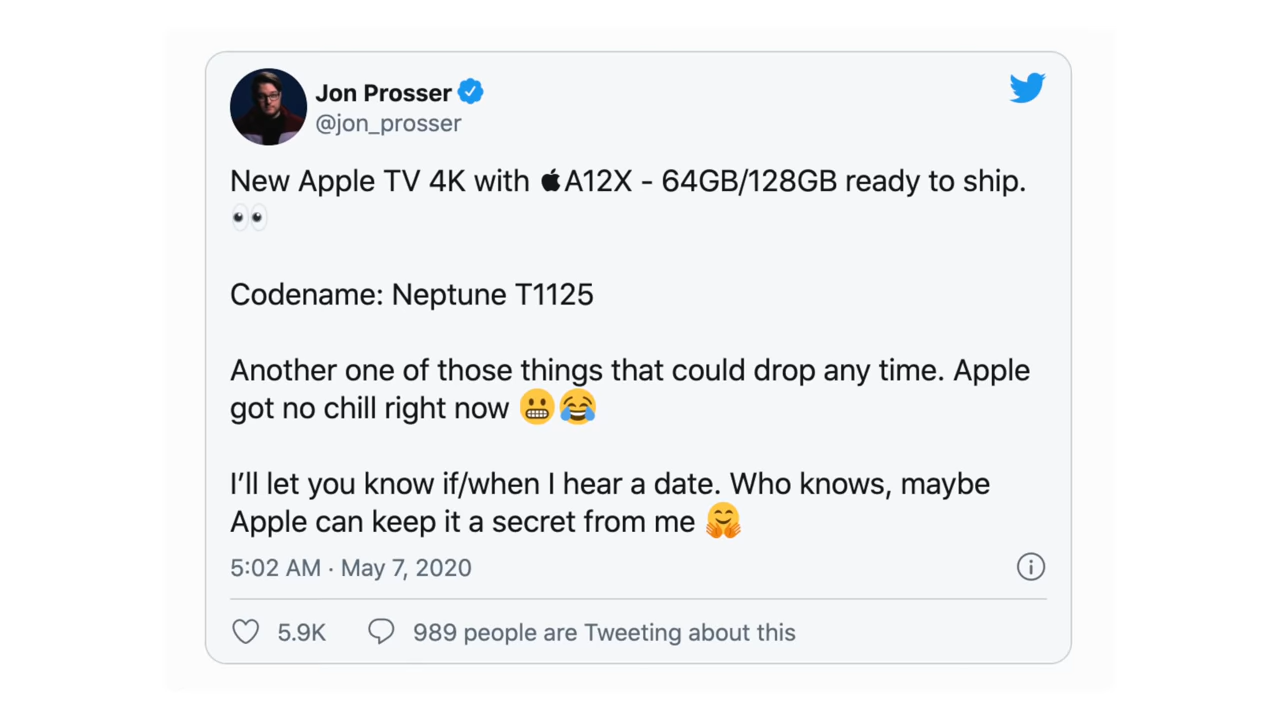 Jon Prosser
@jon_prosser
New Apple TV 4K with A12X - 64GB/128GB ready to ship.
👀
Codename: Neptune T1125
Another one of those things that could drop any time. Apple
got no chill right now 😬😂
I’ll let you know if/when I hear a date. Who knows, maybe
Apple can keep it a secret from me 🤗
5:02 AM · May 7, 2020
5.9K 989 people are Tweeting about this